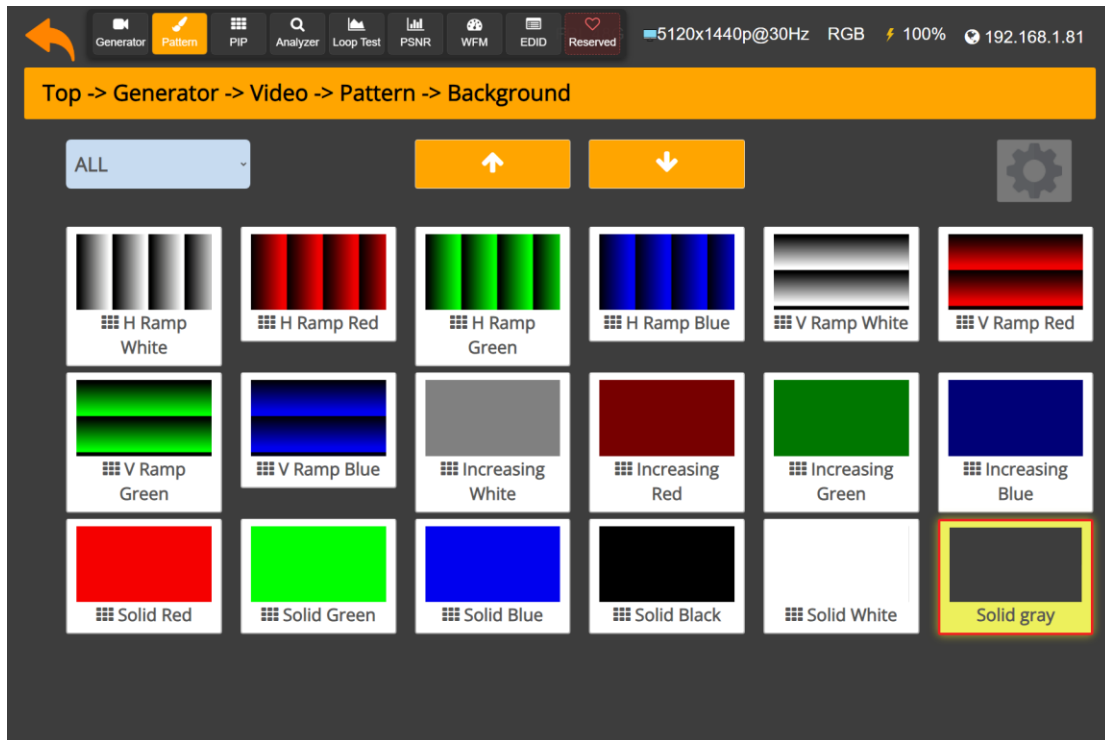 Generator Pattern PIP Analyzer Loop Test PSNR WFM EDID Reserved 5120x1440p@30Hz RGB 100% 192.168.1.81
Top -> Generator -> Video -> Pattern -> Background
ALL
H Ramp White
H Ramp Red
H Ramp Green
H Ramp Blue
V Ramp White
V Ramp Red
V Ramp Green
V Ramp Blue
Increasing White
Increasing Red
Increasing Green
Increasing Blue
Solid Red
Solid Green
Solid Blue
Solid Black
Solid White
Solid gray